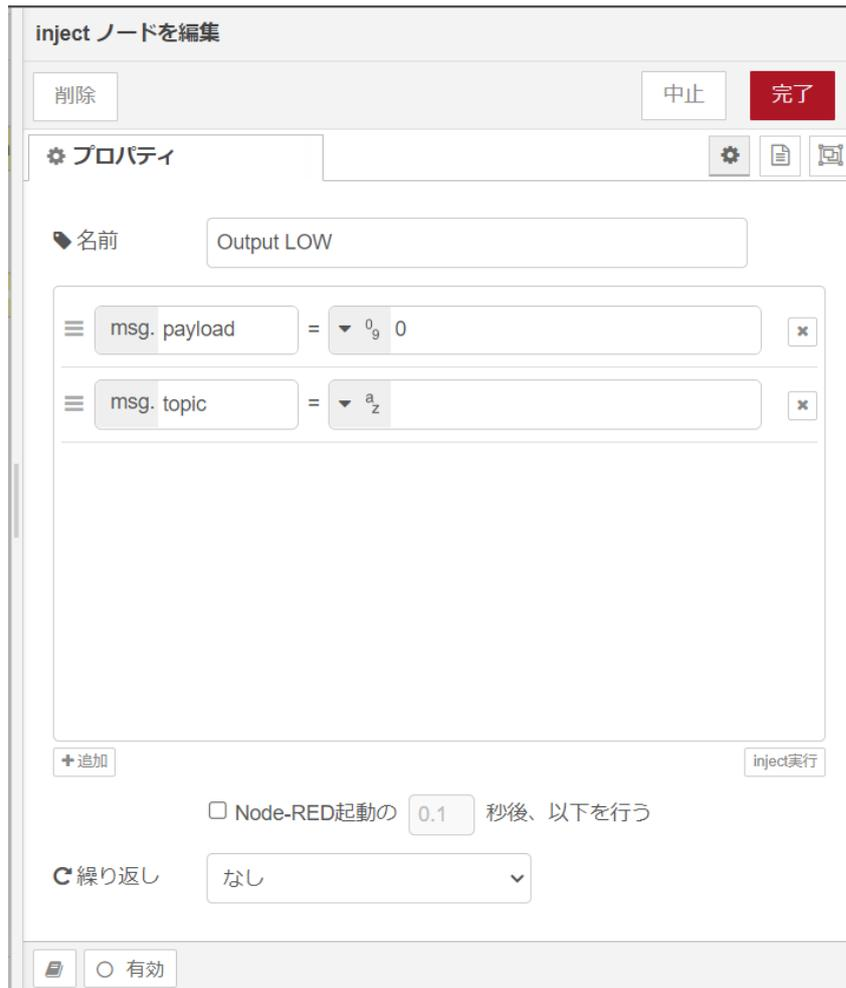 inject ノードを編集
削除 中止 完了
プロパティ
名前 Output LOW
msg. payload = 09 0
msg. topic = az
追加 inject実行
Node-RED起動の 0.1 秒後、以下を行う
繰り返し なし
有効